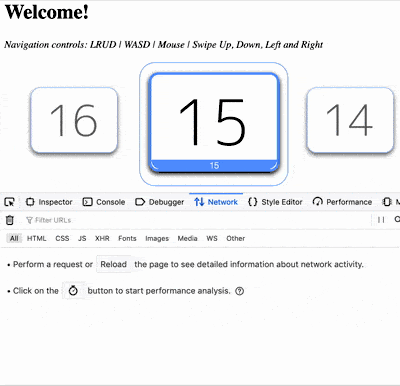 Welcome!
Navigation controls: LRUD | WASD | Mouse | Swipe Up, Down, Left and Right
16 15 14
15
Inspector Console Debugger Network Style Editor Performance M
Filter URLs
All HTML CSS JS XHR Fonts Images Media WS Other
• Perform a request or Reload the page to see detailed information about network activity.
• Click on the button to start performance analysis. ?